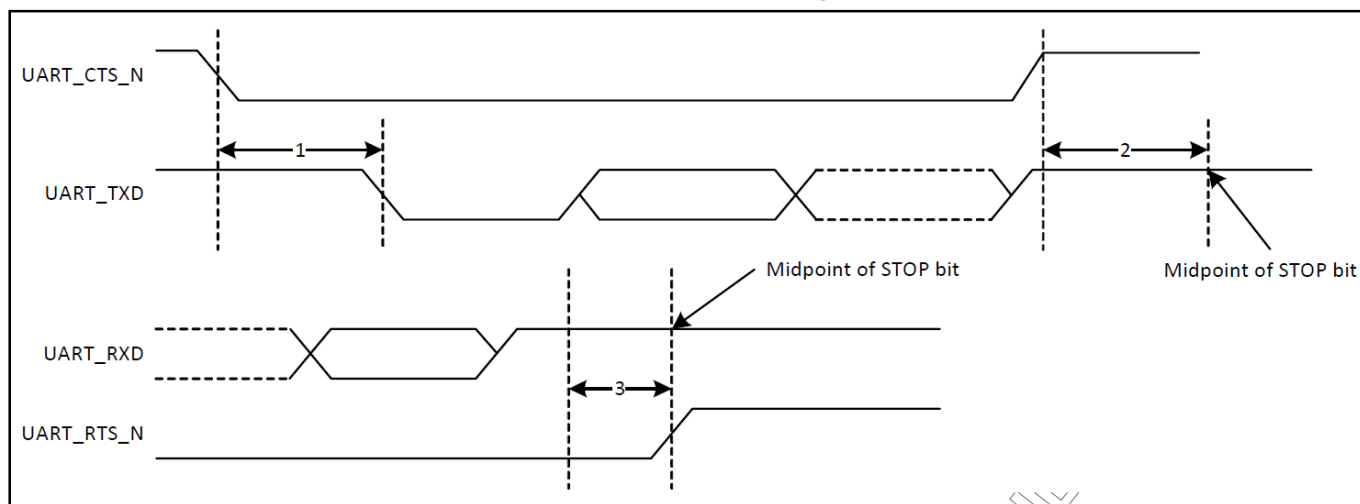 UART_CTS_N
1
2
UART_TXD
Midpoint of STOP bit
Midpoint of STOP bit
UART_RXD
3
UART_RTS_N